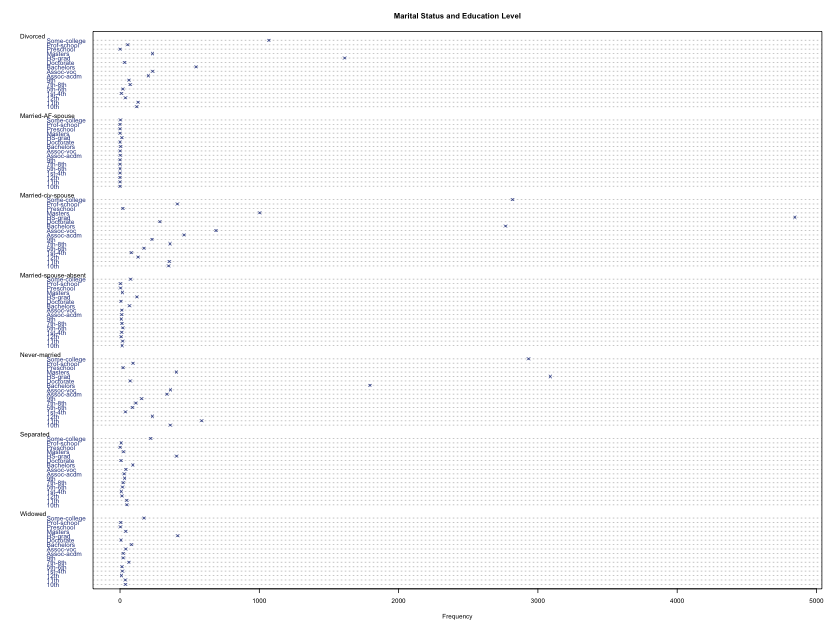 Marital Status and Education Level
Divorced
Some-college
Prof-school
Preschool
Masters
HS-grad
Doctorate
Bachelors
Assoc-voc
Assoc-acdm
9th
7th-8th
5th-6th
1st-4th
12th
11th
10th
Married-AF-spouse
Some-college
Prof-school
Preschool
Masters
HS-grad
Doctorate
Bachelors
Assoc-voc
Assoc-acdm
9th
7th-8th
5th-6th
1st-4th
12th
11th
10th
Married-civ-spouse
Some-college
Prof-school
Preschool
Masters
HS-grad
Doctorate
Bachelors
Assoc-voc
Assoc-acdm
9th
7th-8th
5th-6th
1st-4th
12th
11th
10th
Married-spouse-absent
Some-college
Prof-school
Preschool
Masters
HS-grad
Doctorate
Bachelors
Assoc-voc
Assoc-acdm
9th
7th-8th
5th-6th
1st-4th
12th
11th
10th
Never-married
Some-college
Prof-school
Preschool
Masters
HS-grad
Doctorate
Bachelors
Assoc-voc
Assoc-acdm
9th
7th-8th
5th-6th
1st-4th
12th
11th
10th
Separated
Some-college
Prof-school
Preschool
Masters
HS-grad
Doctorate
Bachelors
Assoc-voc
Assoc-acdm
9th
7th-8th
5th-6th
1st-4th
12th
11th
10th
Widowed
Some-college
Prof-school
Preschool
Masters
HS-grad
Doctorate
Bachelors
Assoc-voc
Assoc-acdm
9th
7th-8th
5th-6th
1st-4th
12th
11th
10th
0 1000 2000 3000 4000 5000
Frequency